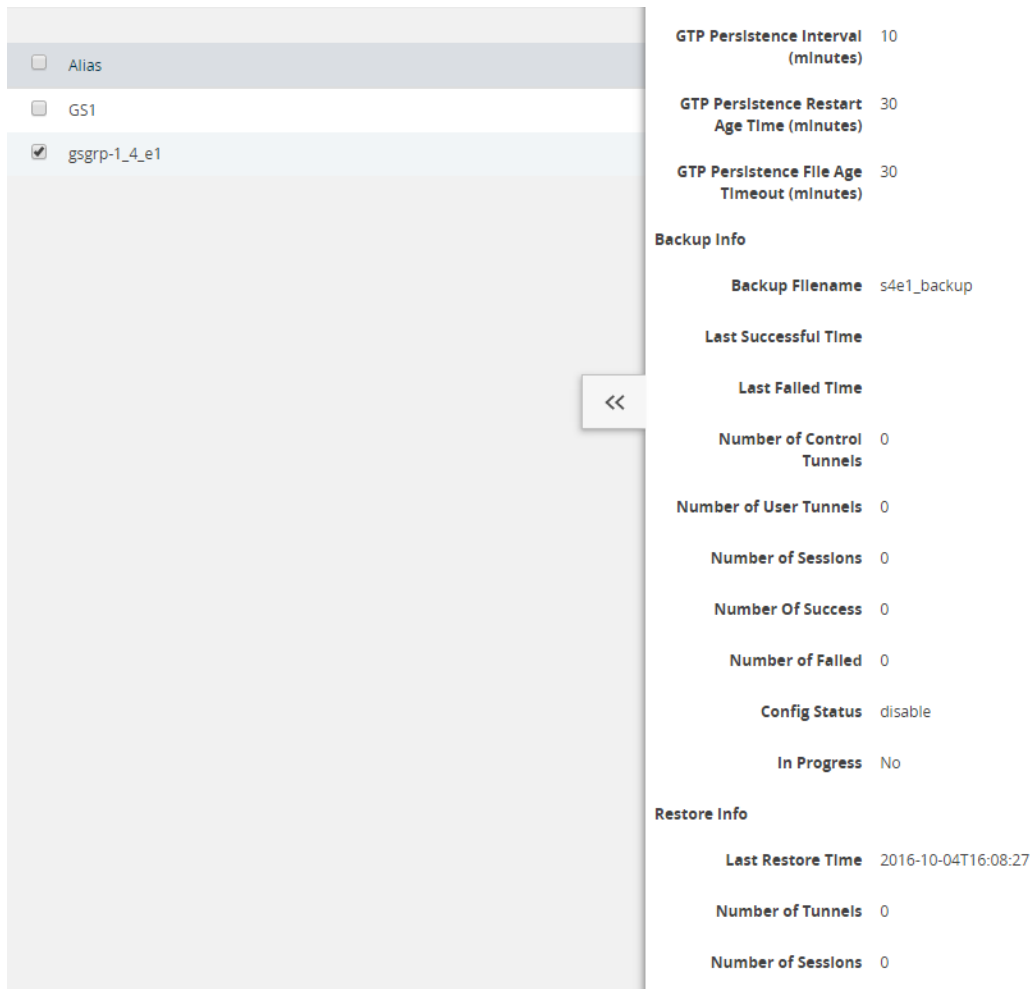 Alias
GS1
gsgrp-1_4_e1
GTP Persistence Interval 10
(minutes)
GTP Persistence Restart 30
Age Time (minutes)
GTP Persistence File Age 30
Timeout (minutes)
Backup Info
Backup Filename s4e1_backup
Last Successful Time
Last Failed Time
Number of Control 0
Tunnels
Number of User Tunnels 0
Number of Sessions 0
Number Of Success 0
Number of Failed 0
Config Status disable
In Progress No
Restore Info
Last Restore Time 2016-10-04T16:08:27
Number of Tunnels 0
Number of Sessions 0